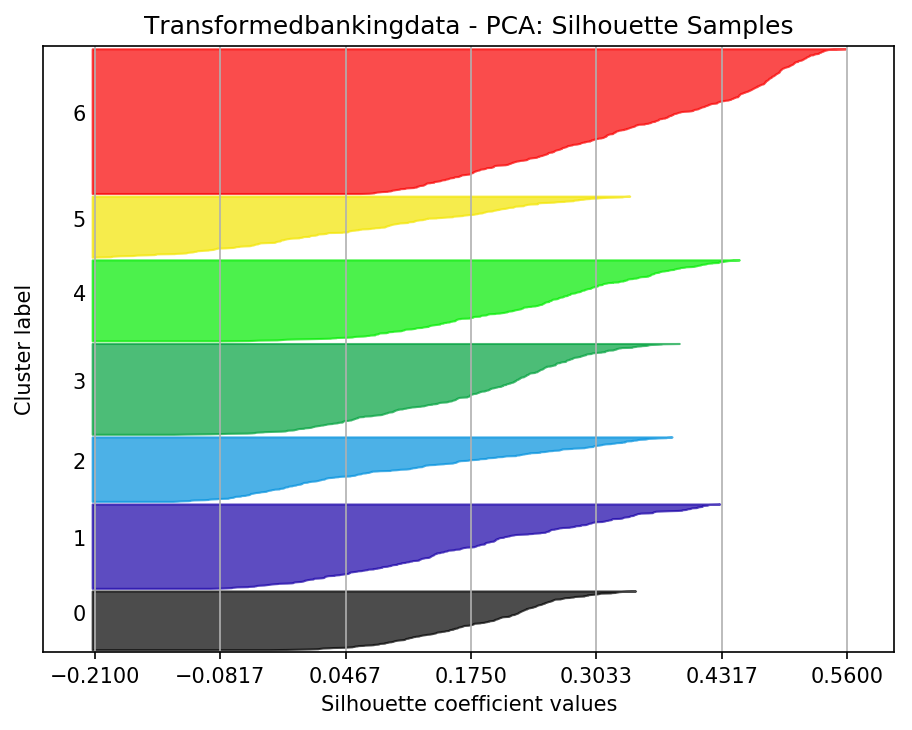 Transformedbankingdata - PCA: Silhouette Samples
6
5
4
3
2
1
0
Cluster label
−0.2100 −0.0817 0.0467 0.1750 0.3033 0.4317 0.5600
Silhouette coefficient values